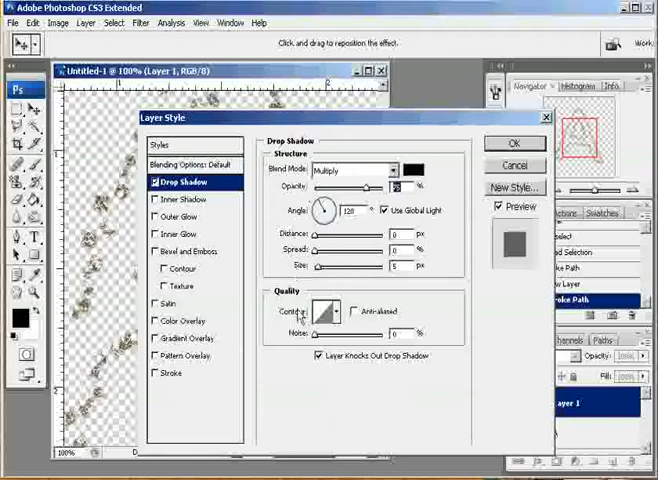 Adobe Photoshop CS3 Extended
File Edit Image Layer Select Filter Analysis View Window Help
Click and drag to reposition the effect.
Untitled-1 @ 100% (Layer 1, RGB/8)
Navigator Histogram Info
Layer Style
Styles
Blending Options: Default
Drop Shadow
Inner Shadow
Outer Glow
Inner Glow
Bevel and Emboss
Contour
Texture
Satin
Color Overlay
Gradient Overlay
Pattern Overlay
Stroke
Drop Shadow
Structure
Blend Mode: Multiply
Opacity: 75 %
Angle: 120 ° Use Global Light
Distance: 0 px
Spread: 0 %
Size: 5 px
Quality
Contour: Anti-aliased
Noise: 0 %
Layer Knocks Out Drop Shadow
OK
Cancel
New Style...
Preview
Swatches
Paths
Opacity:
Fill:
100%
Ps
1
2